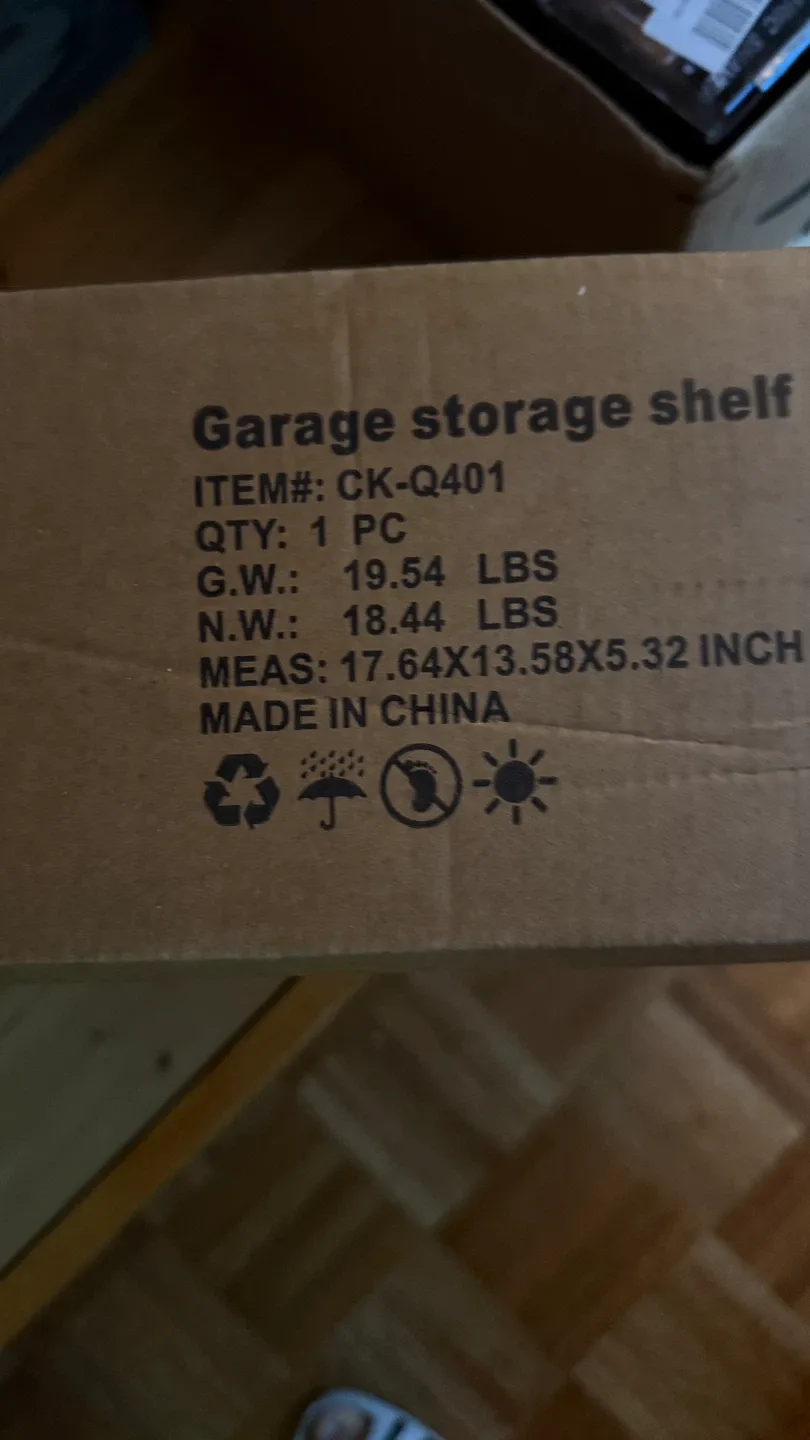 Garage storage shelf
ITEM#: CK-Q401
QTY: 1 PC
G.W.: 19.54 LBS
N.W.: 18.44 LBS
MEAS: 17.64X13.58X5.32 INCH
MADE IN CHINA